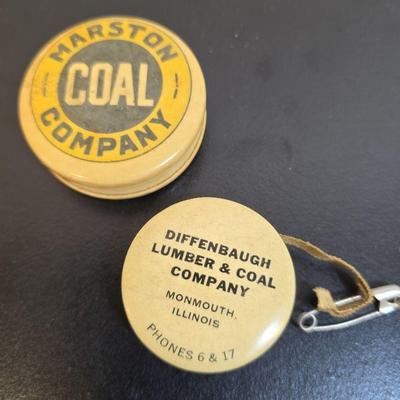 MARSTON
COAL
COMPANY
DIFFENBAUGH
LUMBER & COAL
COMPANY
MONMOUTH,
ILLINOIS
PHONES 6 & 17